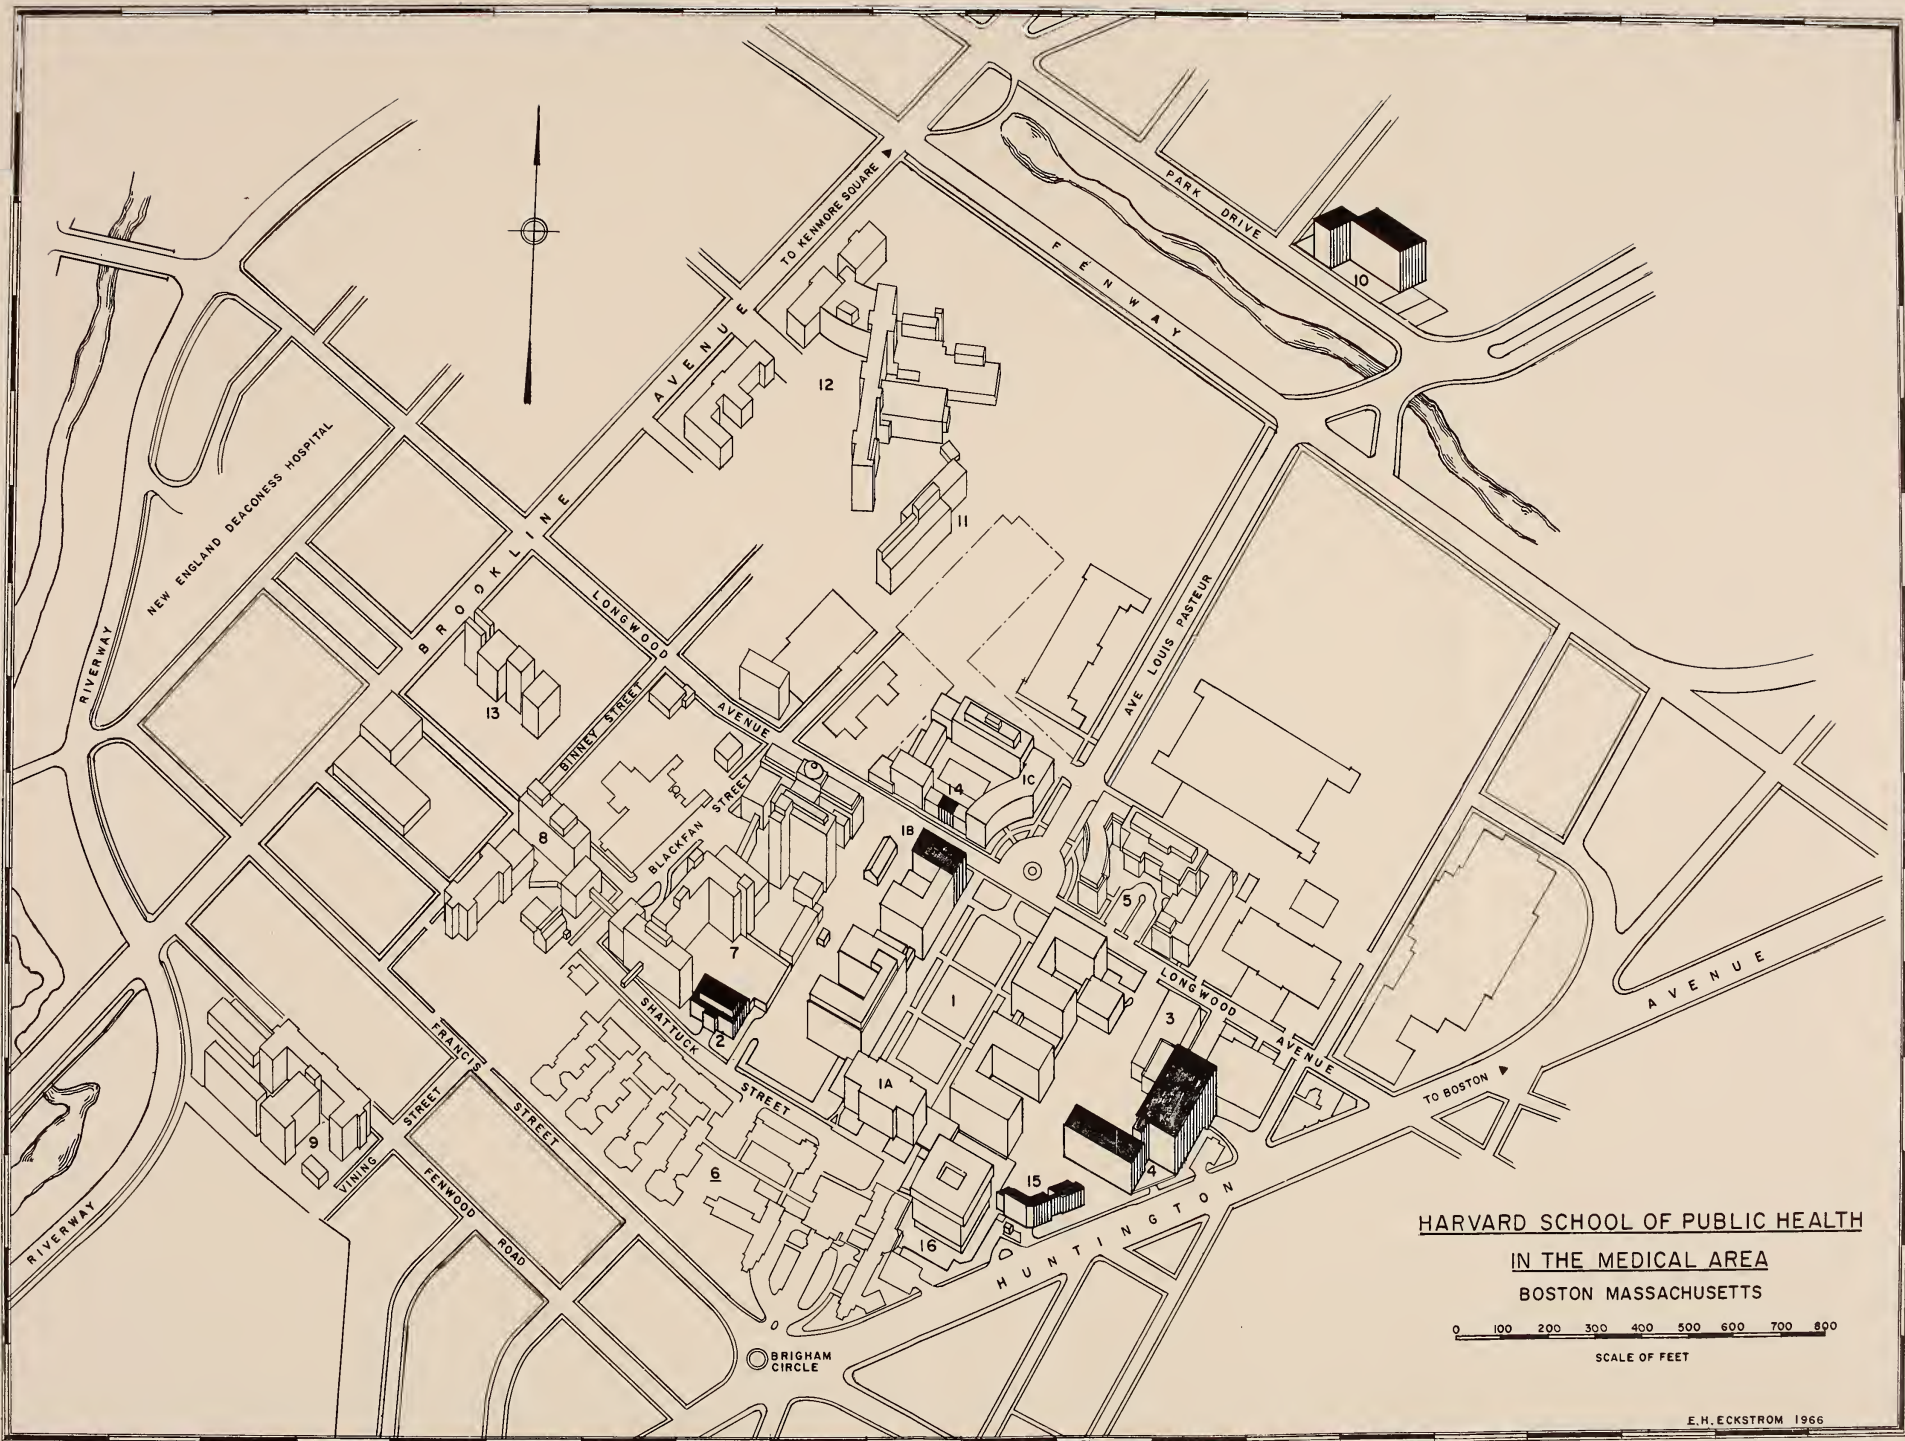 PARK DRIVE
TO KENMORE SQUARE
FENWAY
10
BROOKLINE AVENUE
12
NEW ENGLAND DEACONESS HOSPITAL
11
LONGWOOD AVENUE
AVE LOUIS PASTEUR
RIVERWAY
13
BINNEY STREET
BLACKFAN STREET
14
1C
1B
8
5
7
1
LONGWOOD AVENUE
AVENUE
2
3
SHATTUCK STREET
FRANCIS STREET
1A
TO BOSTON
9
VINING STREET
FENWOOD ROAD
6
15
4
16
HUNTINGTON
RIVERWAY
BRIGHAM
CIRCLE
HARVARD SCHOOL OF PUBLIC HEALTH
IN THE MEDICAL AREA
BOSTON MASSACHUSETTS
0 100 200 300 400 500 600 700 800
SCALE OF FEET
E.H. ECKSTROM 1966